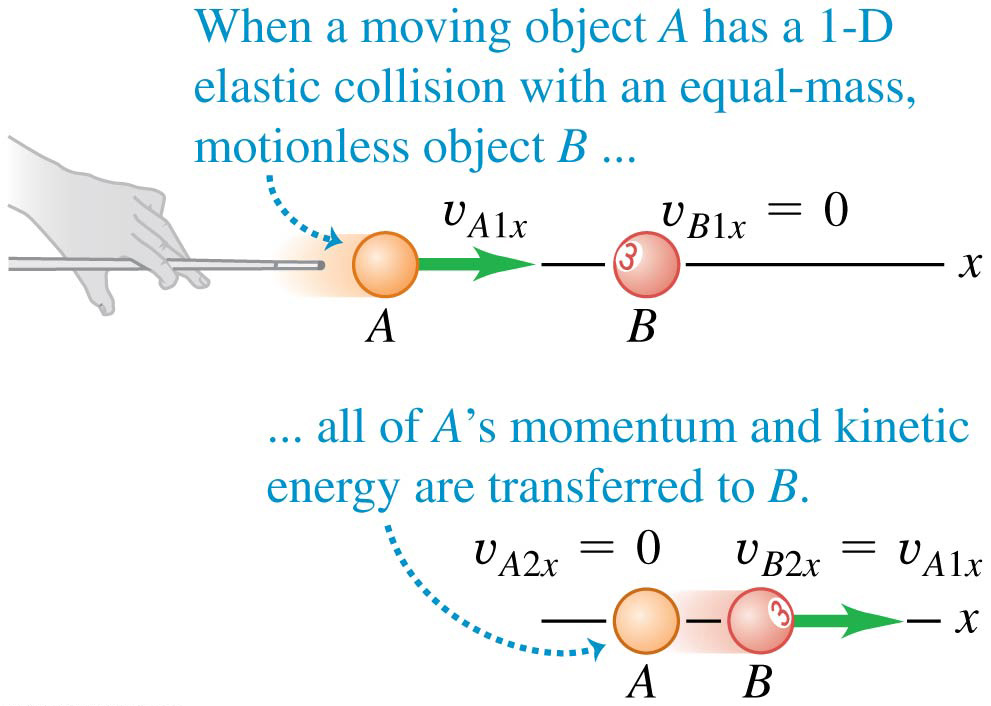 When a moving object A has a 1-D
elastic collision with an equal-mass,
motionless object B ...
vA1x
vB1x = 0
3
x
A
B
... all of A’s momentum and kinetic
energy are transferred to B.
vA2x = 0
vB2x = vA1x
3
x
A
B